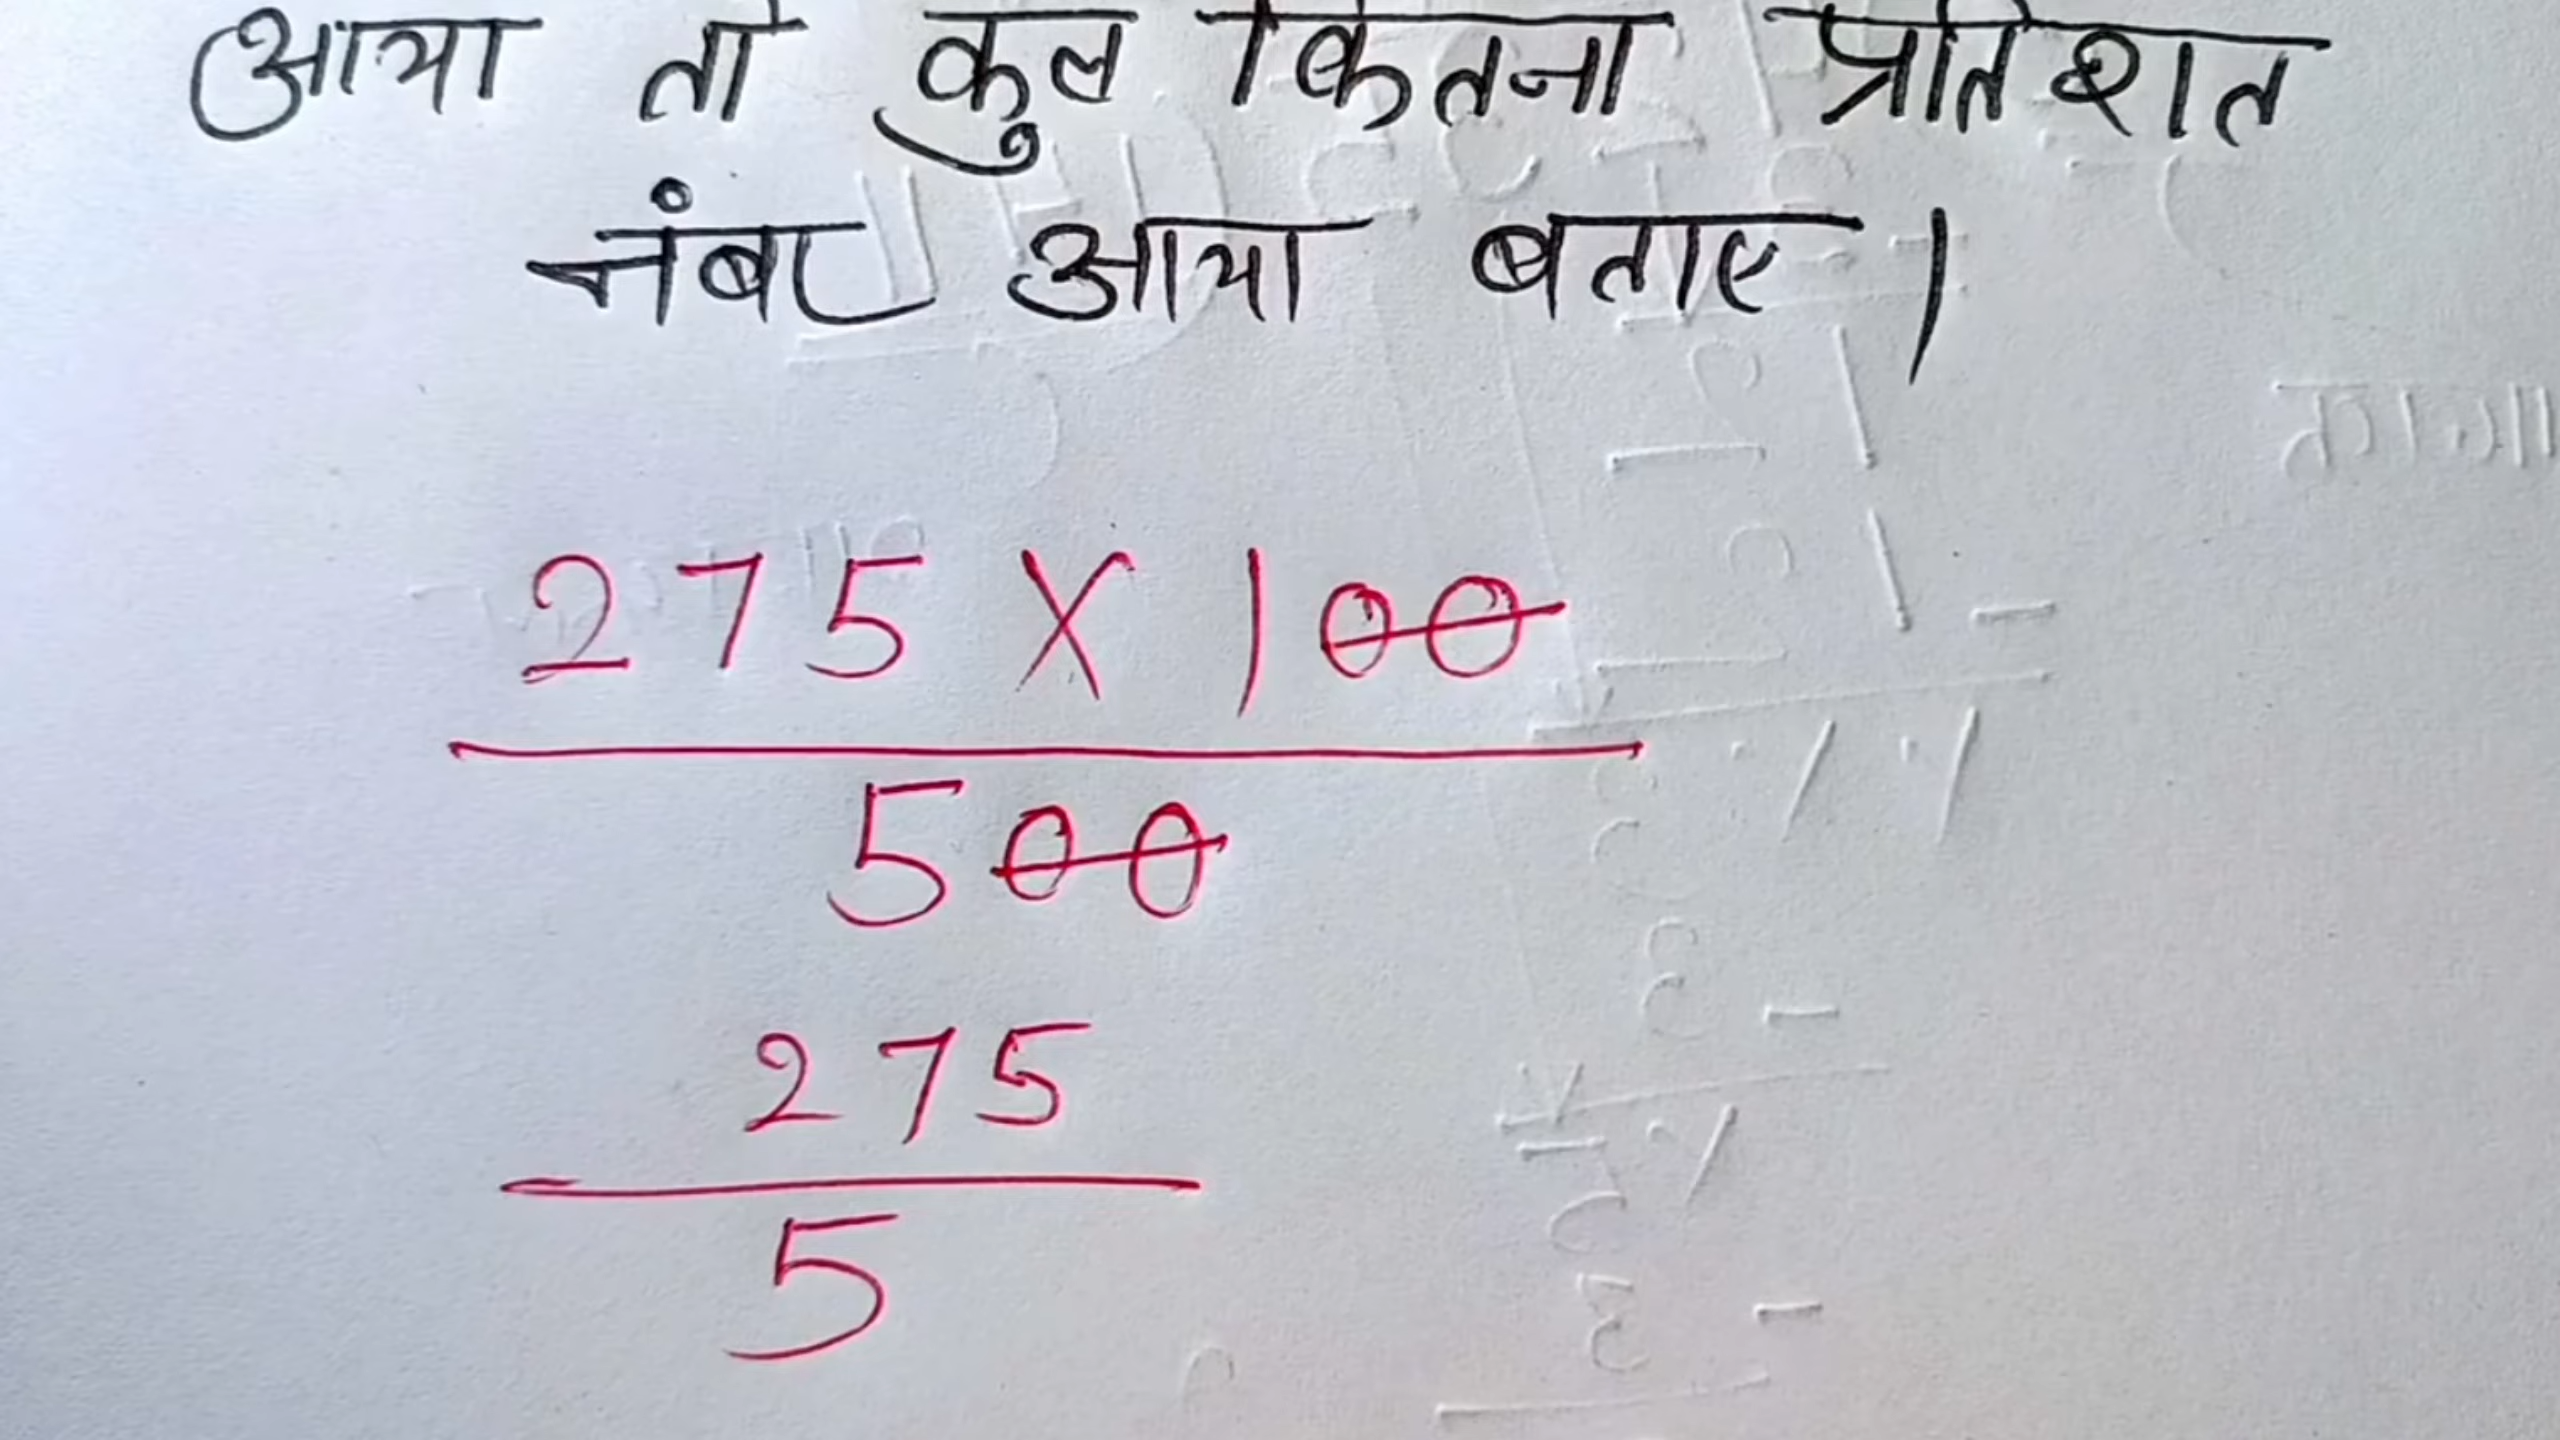 आया तो कुल कितना प्रतिशत
नंबर आया बताए।
275 X 100
500
275
5